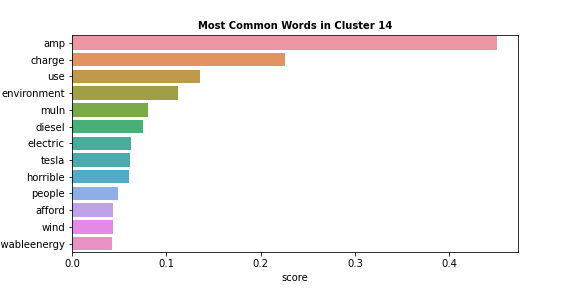 Most Common Words in Cluster 14
amp
charge
use
environment
muln
diesel
electric
tesla
horrible
people
afford
wind
wableenergy
0.0 0.1 0.2 0.3 0.4
score